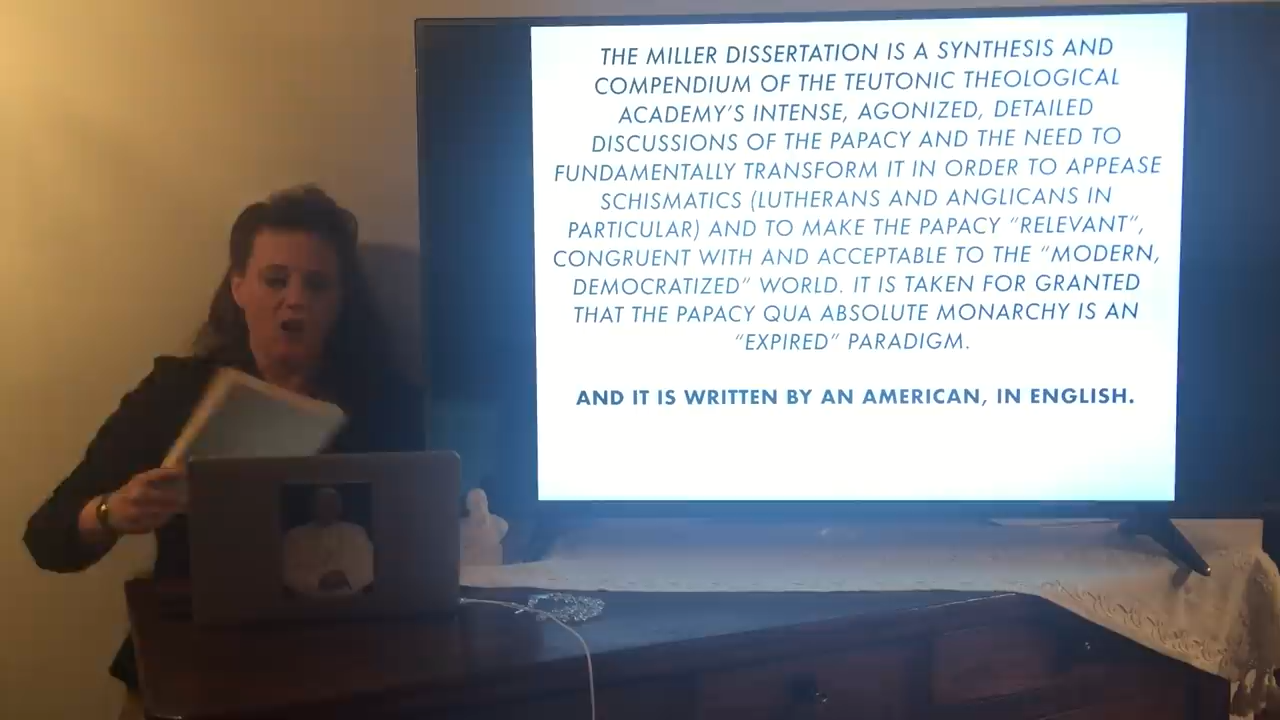 THE MILLER DISSERTATION IS A SYNTHESIS AND
COMPENDIUM OF THE TEUTONIC THEOLOGICAL
ACADEMY'S INTENSE, AGONIZED, DETAILED
DISCUSSIONS OF THE PAPACY AND THE NEED TO
FUNDAMENTALLY TRANSFORM IT IN ORDER TO APPEASE
SCHISMATICS (LUTHERANS AND ANGLICANS IN
PARTICULAR) AND TO MAKE THE PAPACY "RELEVANT",
CONGRUENT WITH AND ACCEPTABLE TO THE "MODERN,
DEMOCRATIZED" WORLD. IT IS TAKEN FOR GRANTED
THAT THE PAPACY QUA ABSOLUTE MONARCHY IS AN
"EXPIRED" PARADIGM.
AND IT IS WRITTEN BY AN AMERICAN, IN ENGLISH.